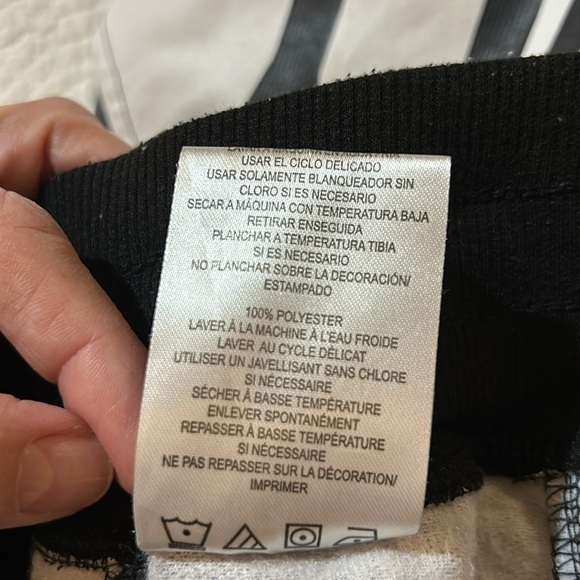 USAR EL CICLO DELICADO
USAR SOLAMENTE BLANQUEADOR SIN
CLORO SI ES NECESARIO
SECAR A MÁQUINA CON TEMPERATURA BAJA
RETIRAR ENSEGUIDA
PLANCHAR A TEMPERATURA TIBIA
SI ES NECESARIO
NO PLANCHAR SOBRE LA DECORACIÓN/
ESTAMPADO
100% POLYESTER
LAVER À LA MACHINE À L'EAU FROIDE
LAVER AU CYCLE DÉLICAT
UTILISER UN JAVELLISANT SANS CHLORE
SI NÉCESSAIRE
SÉCHER À BASSE TEMPÉRATURE
ENLEVER SPONTANÉMENT
REPASSER À BASSE TEMPÉRATURE
SI NÉCESSAIRE
NE PAS REPASSER SUR LA DÉCORATION/
IMPRIMER